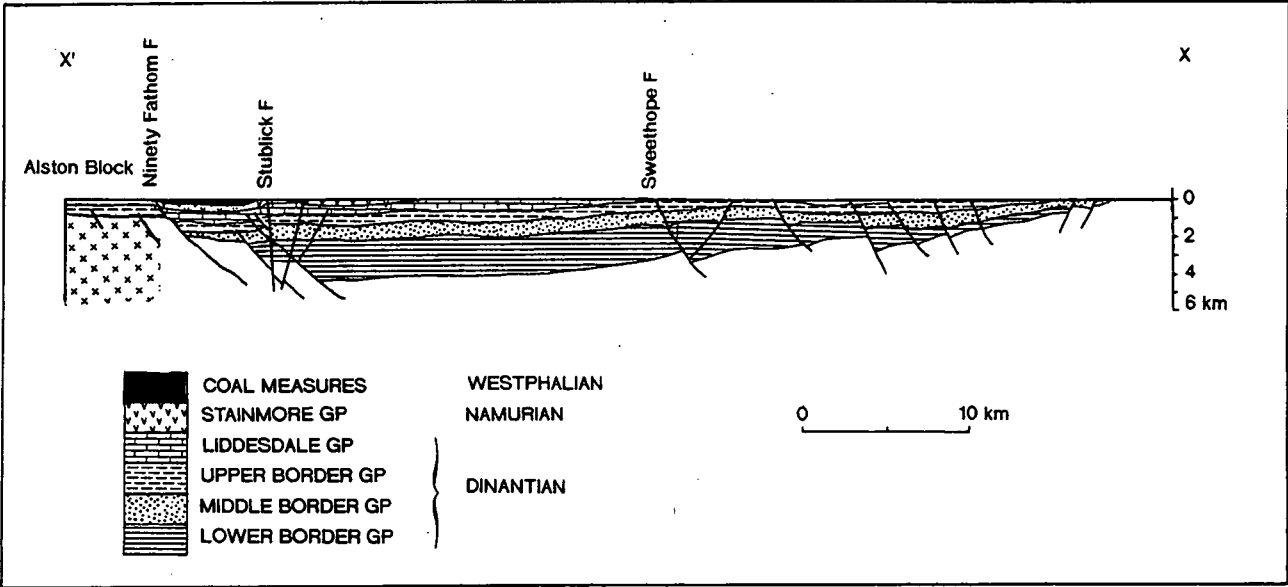 X'
X
Ninety Fathom F
Stublick F
Sweethope F
Alston Block
0
2
4
6 km
COAL MEASURES WESTPHALIAN
STAINMORE GP NAMURIAN
LIDDESDALE GP
UPPER BORDER GP
DINANTIAN
MIDDLE BORDER GP
LOWER BORDER GP
0 10 km